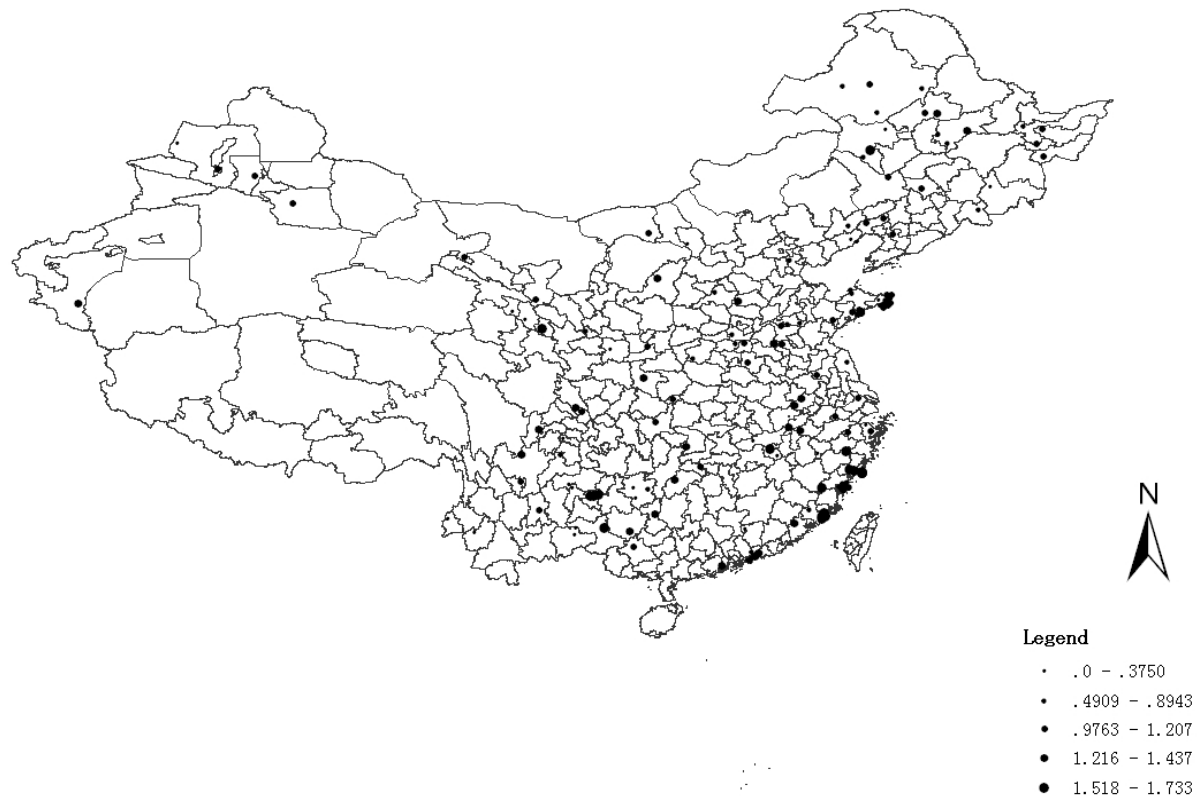 N
Legend
.0 - .3750
.4909 - .8943
.9763 - 1.207
1.216 - 1.437
1.518 - 1.733